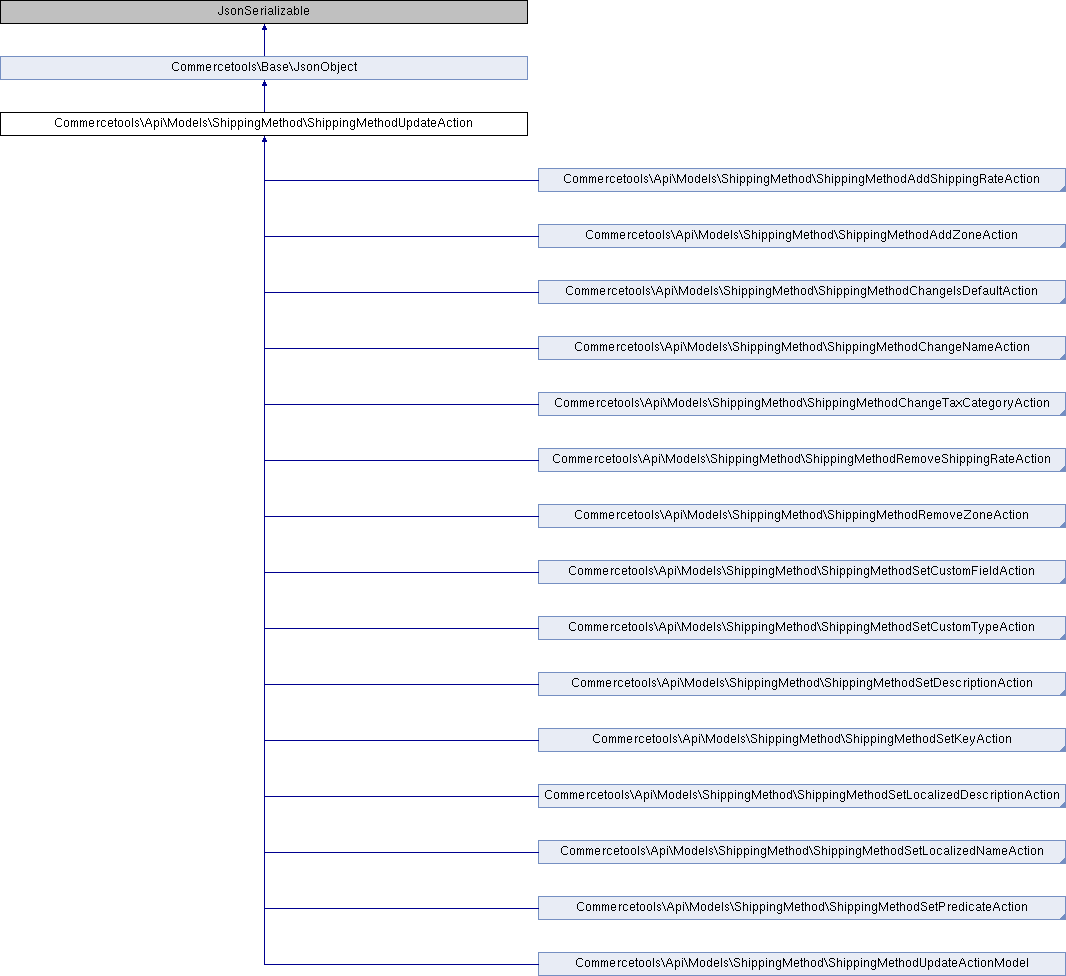 JsonSerializable
Commercetools\Base\JsonObject
Commercetools\Api\Models\ShippingMethod\ShippingMethodUpdateAction
Commercetools\Api\Models\ShippingMethod\ShippingMethodAddShippingRateAction
Commercetools\Api\Models\ShippingMethod\ShippingMethodAddZoneAction
Commercetools\Api\Models\ShippingMethod\ShippingMethodChangeIsDefaultAction
Commercetools\Api\Models\ShippingMethod\ShippingMethodChangeNameAction
Commercetools\Api\Models\ShippingMethod\ShippingMethodChangeTaxCategoryAction
Commercetools\Api\Models\ShippingMethod\ShippingMethodRemoveShippingRateAction
Commercetools\Api\Models\ShippingMethod\ShippingMethodRemoveZoneAction
Commercetools\Api\Models\ShippingMethod\ShippingMethodSetCustomFieldAction
Commercetools\Api\Models\ShippingMethod\ShippingMethodSetCustomTypeAction
Commercetools\Api\Models\ShippingMethod\ShippingMethodSetDescriptionAction
Commercetools\Api\Models\ShippingMethod\ShippingMethodSetKeyAction
Commercetools\Api\Models\ShippingMethod\ShippingMethodSetLocalizedDescriptionAction
Commercetools\Api\Models\ShippingMethod\ShippingMethodSetLocalizedNameAction
Commercetools\Api\Models\ShippingMethod\ShippingMethodSetPredicateAction
Commercetools\Api\Models\ShippingMethod\ShippingMethodUpdateActionModel